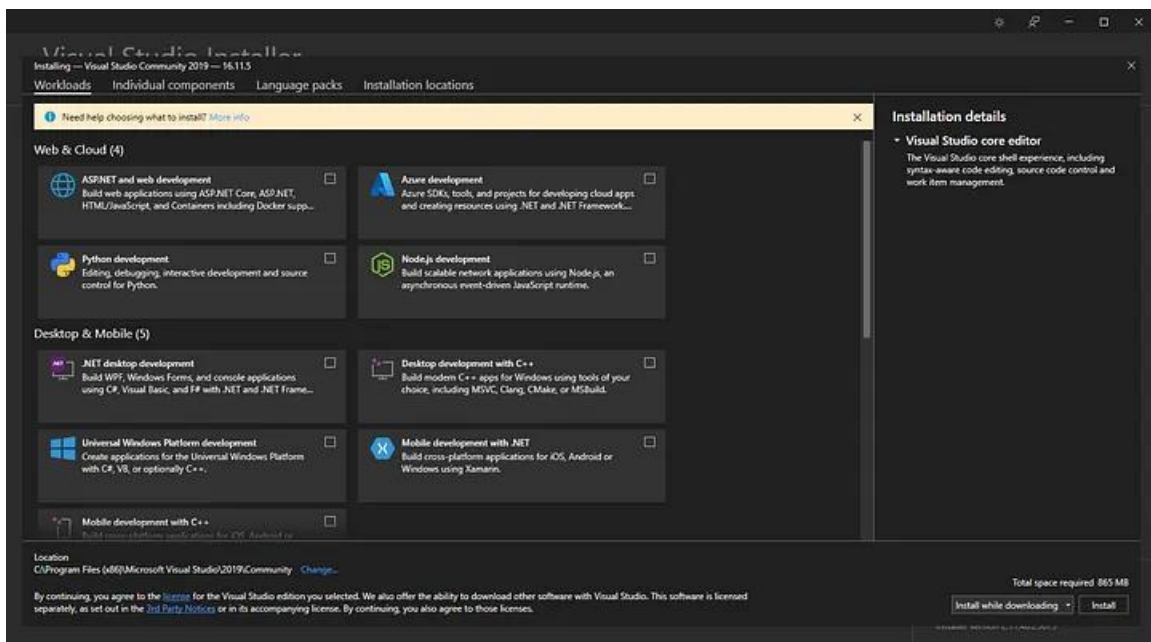 Visual Studio Installer
Installing — Visual Studio Community 2019 — 16.11.5
Workloads Individual components Language packs Installation locations
Need help choosing what to install? More info
Web & Cloud (4)
ASP.NET and web development
Build web applications using ASP.NET Core, ASP.NET,
HTML/JavaScript, and Containers including Docker supp...
Azure development
Azure SDKs, tools, and projects for developing cloud apps
and creating resources using .NET and .NET Framework....
Python development
Editing, debugging, interactive development and source
control for Python.
Node.js development
Build scalable network applications using Node.js, an
asynchronous event-driven JavaScript runtime.
Desktop & Mobile (5)
.NET desktop development
Build WPF, Windows Forms, and console applications
using C#, Visual Basic, and F# with .NET and .NET Frame...
Desktop development with C++
Build modern C++ apps for Windows using tools of your
choice, including MSVC, Clang, CMake, or MSBuild.
Universal Windows Platform development
Create applications for the Universal Windows Platform
with C#, VB, or optionally C++.
Mobile development with .NET
Build cross-platform applications for iOS, Android or
Windows using Xamarin.
Mobile development with C++
Build cross-platform applications for iOS, Android or
Installation details
Visual Studio core editor
The Visual Studio core shell experience, including
syntax-aware code editing, source code control and
work item management.
Location
C:\Program Files (x86)\Microsoft Visual Studio\2019\Community Change...
By continuing, you agree to the license for the Visual Studio edition you selected. We also offer the ability to download other software with Visual Studio. This software is licensed
separately, as set out in the 3rd Party Notices or in its accompanying license. By continuing, you also agree to those licenses.
Total space required 865 MB
Install while downloading Install